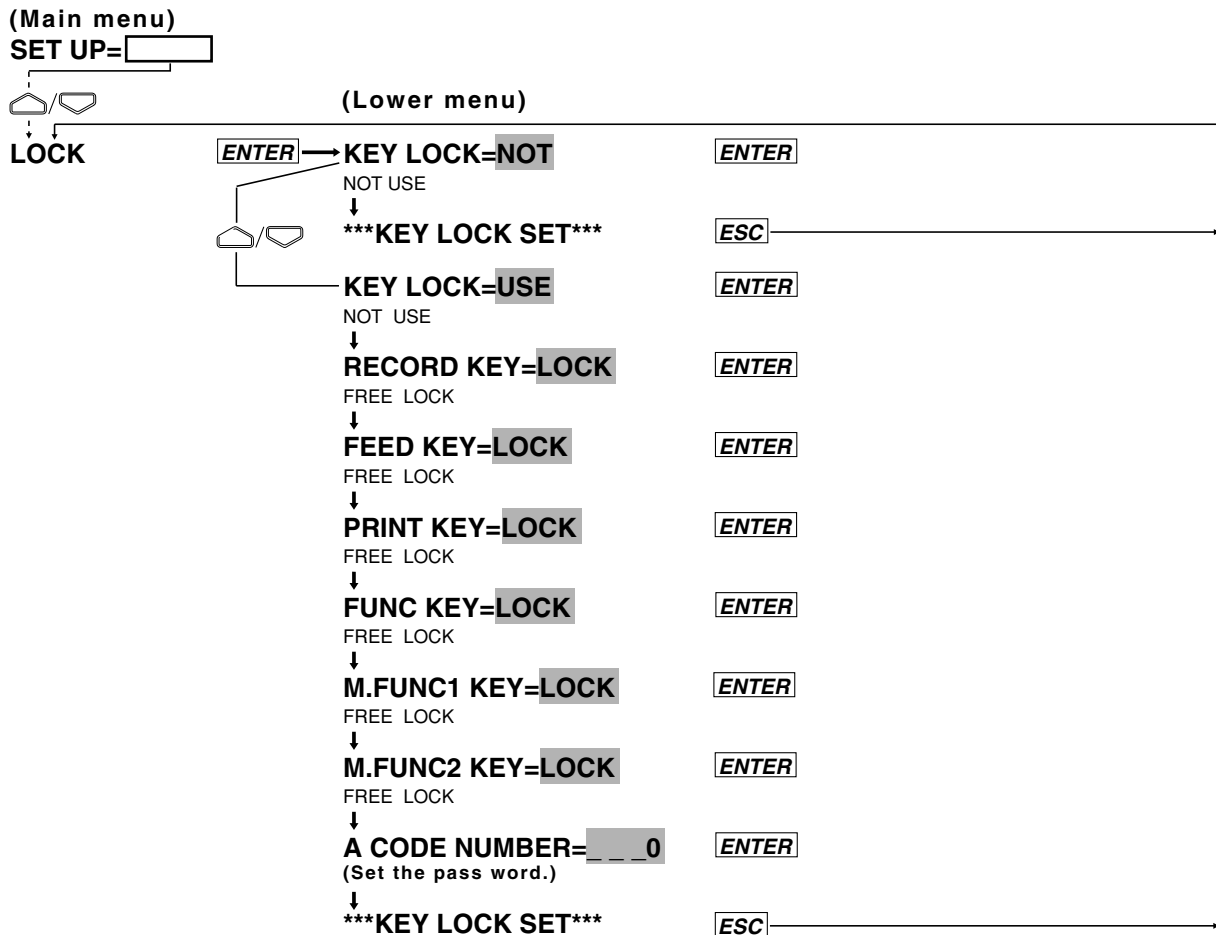 (Main menu)
SET UP=
/
(Lower menu)
LOCK ENTER KEY LOCK=NOT ENTER
NOT USE
/ ***KEY LOCK SET*** ESC
KEY LOCK=USE ENTER
NOT USE
RECORD KEY=LOCK ENTER
FREE LOCK
FEED KEY=LOCK ENTER
FREE LOCK
PRINT KEY=LOCK ENTER
FREE LOCK
FUNC KEY=LOCK ENTER
FREE LOCK
M.FUNC1 KEY=LOCK ENTER
FREE LOCK
M.FUNC2 KEY=LOCK ENTER
FREE LOCK
A CODE NUMBER=_ _ _0 ENTER
(Set the pass word.)
***KEY LOCK SET*** ESC